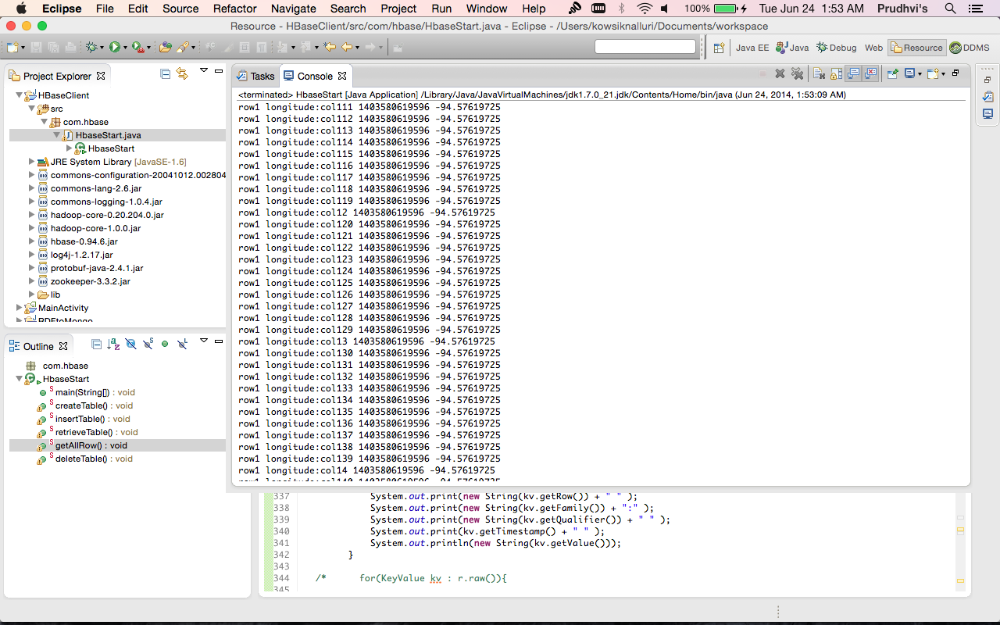 Eclipse File Edit Source Refactor Navigate Search Project Run Window Help 100% Tue Jun 24 1:53 AM Prudhvi's
Resource - HBaseClient/src/com/hbase/HbaseStart.java - Eclipse - /Users/kowsiknalluri/Documents/workspace
Java EE Java Debug Web Resource DDMS
Project Explorer
HBaseClient
src
com.hbase
HbaseStart.java
HbaseStart
JRE System Library [JavaSE-1.6]
commons-configuration-20041012.002804
commons-lang-2.6.jar
commons-logging-1.0.4.jar
hadoop-core-0.20.204.0.jar
hadoop-core-1.0.0.jar
hbase-0.94.6.jar
log4j-1.2.17.jar
protobuf-java-2.4.1.jar
zookeeper-3.3.2.jar
lib
MainActivity
RDFtoMongo
Outline
com.hbase
HbaseStart
main(String[]) : void
createTable() : void
insertTable() : void
retrieveTable() : void
getAllRow() : void
deleteTable() : void
Tasks Console
<terminated> HbaseStart [Java Application] /Library/Java/JavaVirtualMachines/jdk1.7.0_21.jdk/Contents/Home/bin/java (Jun 24, 2014, 1:53:09 AM)
row1 longitude:col111 1403580619596 -94.57619725
row1 longitude:col112 1403580619596 -94.57619725
row1 longitude:col113 1403580619596 -94.57619725
row1 longitude:col114 1403580619596 -94.57619725
row1 longitude:col115 1403580619596 -94.57619725
row1 longitude:col116 1403580619596 -94.57619725
row1 longitude:col117 1403580619596 -94.57619725
row1 longitude:col118 1403580619596 -94.57619725
row1 longitude:col119 1403580619596 -94.57619725
row1 longitude:col12 1403580619596 -94.57619725
row1 longitude:col120 1403580619596 -94.57619725
row1 longitude:col121 1403580619596 -94.57619725
row1 longitude:col122 1403580619596 -94.57619725
row1 longitude:col123 1403580619596 -94.57619725
row1 longitude:col124 1403580619596 -94.57619725
row1 longitude:col125 1403580619596 -94.57619725
row1 longitude:col126 1403580619596 -94.57619725
row1 longitude:col127 1403580619596 -94.57619725
row1 longitude:col128 1403580619596 -94.57619725
row1 longitude:col129 1403580619596 -94.57619725
row1 longitude:col13 1403580619596 -94.57619725
row1 longitude:col130 1403580619596 -94.57619725
row1 longitude:col131 1403580619596 -94.57619725
row1 longitude:col132 1403580619596 -94.57619725
row1 longitude:col133 1403580619596 -94.57619725
row1 longitude:col134 1403580619596 -94.57619725
row1 longitude:col135 1403580619596 -94.57619725
row1 longitude:col136 1403580619596 -94.57619725
row1 longitude:col137 1403580619596 -94.57619725
row1 longitude:col138 1403580619596 -94.57619725
row1 longitude:col139 1403580619596 -94.57619725
row1 longitude:col14 1403580619596 -94.57619725
row1 longitude:col140 1403580619596 -94.57619725
337 System.out.print(new String(kv.getRow()) + " " );
338 System.out.print(new String(kv.getFamily()) + ":" );
339 System.out.print(new String(kv.getQualifier()) + " " );
340 System.out.print(kv.getTimestamp() + " " );
341 System.out.println(new String(kv.getValue()));
342 }
343
344 /* for(KeyValue kv : r.raw()){
345